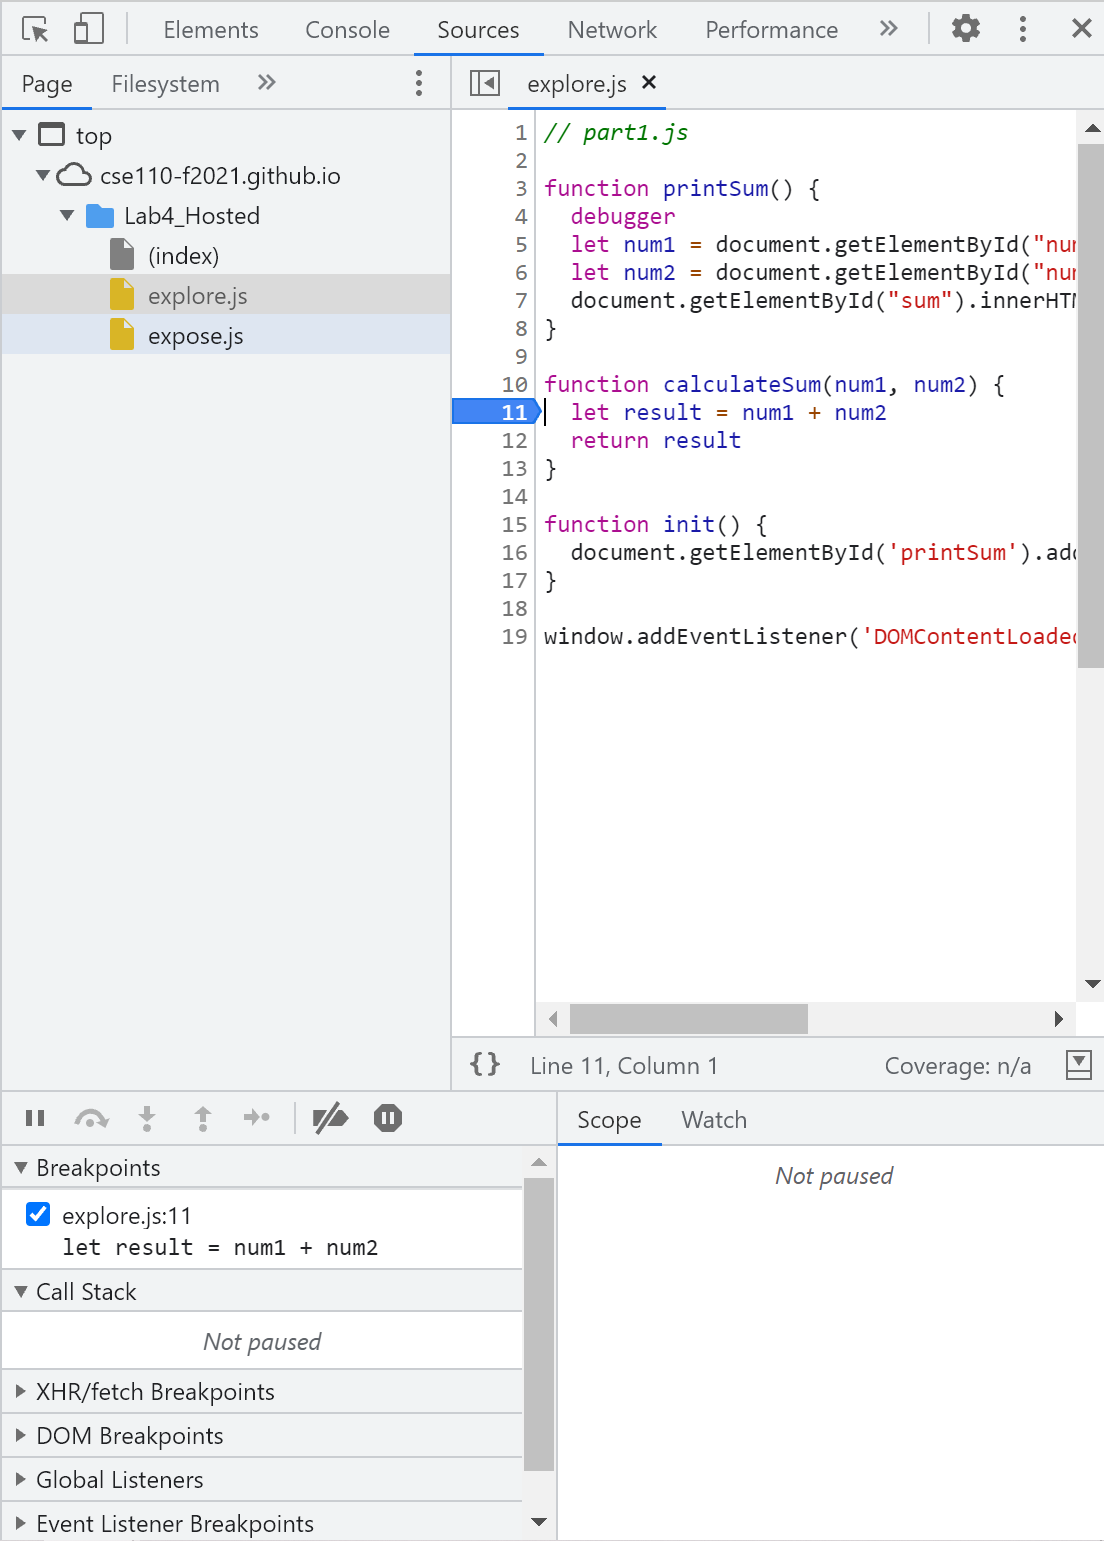 Elements Console Sources Network Performance »
Page Filesystem »
explore.js ×
top
cse110-f2021.github.io
Lab4_Hosted
(index)
explore.js
expose.js
1 // part1.js
2
3 function printSum() {
4 debugger
5 let num1 = document.getElementById("nu
6 let num2 = document.getElementById("nu
7 document.getElementById("sum").innerHT
8 }
9
10 function calculateSum(num1, num2) {
11 let result = num1 + num2
12 return result
13 }
14
15 function init() {
16 document.getElementById('printSum').add
17 }
18
19 window.addEventListener('DOMContentLoaded
{} Line 11, Column 1 Coverage: n/a
Scope Watch
Not paused
Breakpoints
explore.js:11
let result = num1 + num2
Call Stack
Not paused
XHR/fetch Breakpoints
DOM Breakpoints
Global Listeners
Event Listener Breakpoints